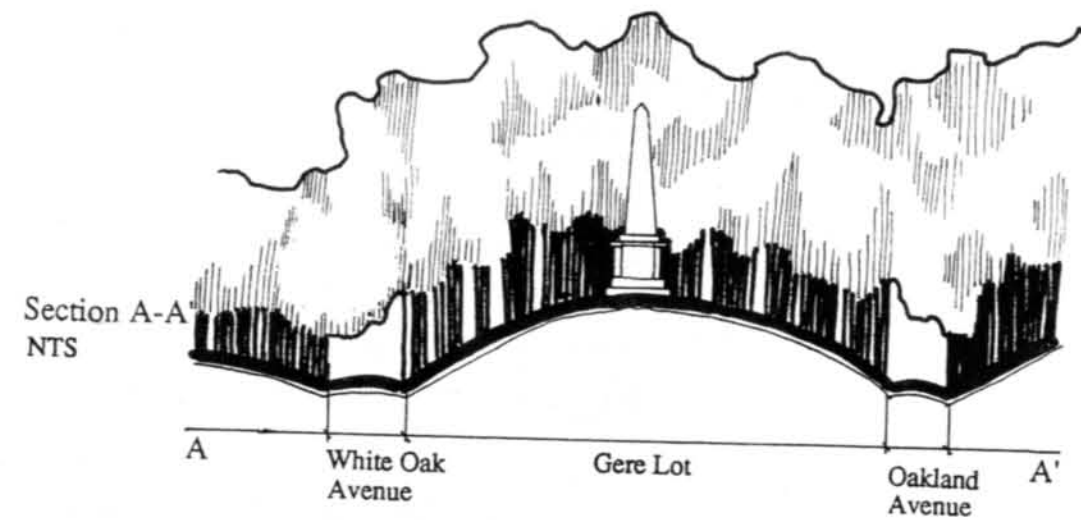 Section A-A'
NTS
A
White Oak
Avenue
Gere Lot
Oakland
Avenue
A'